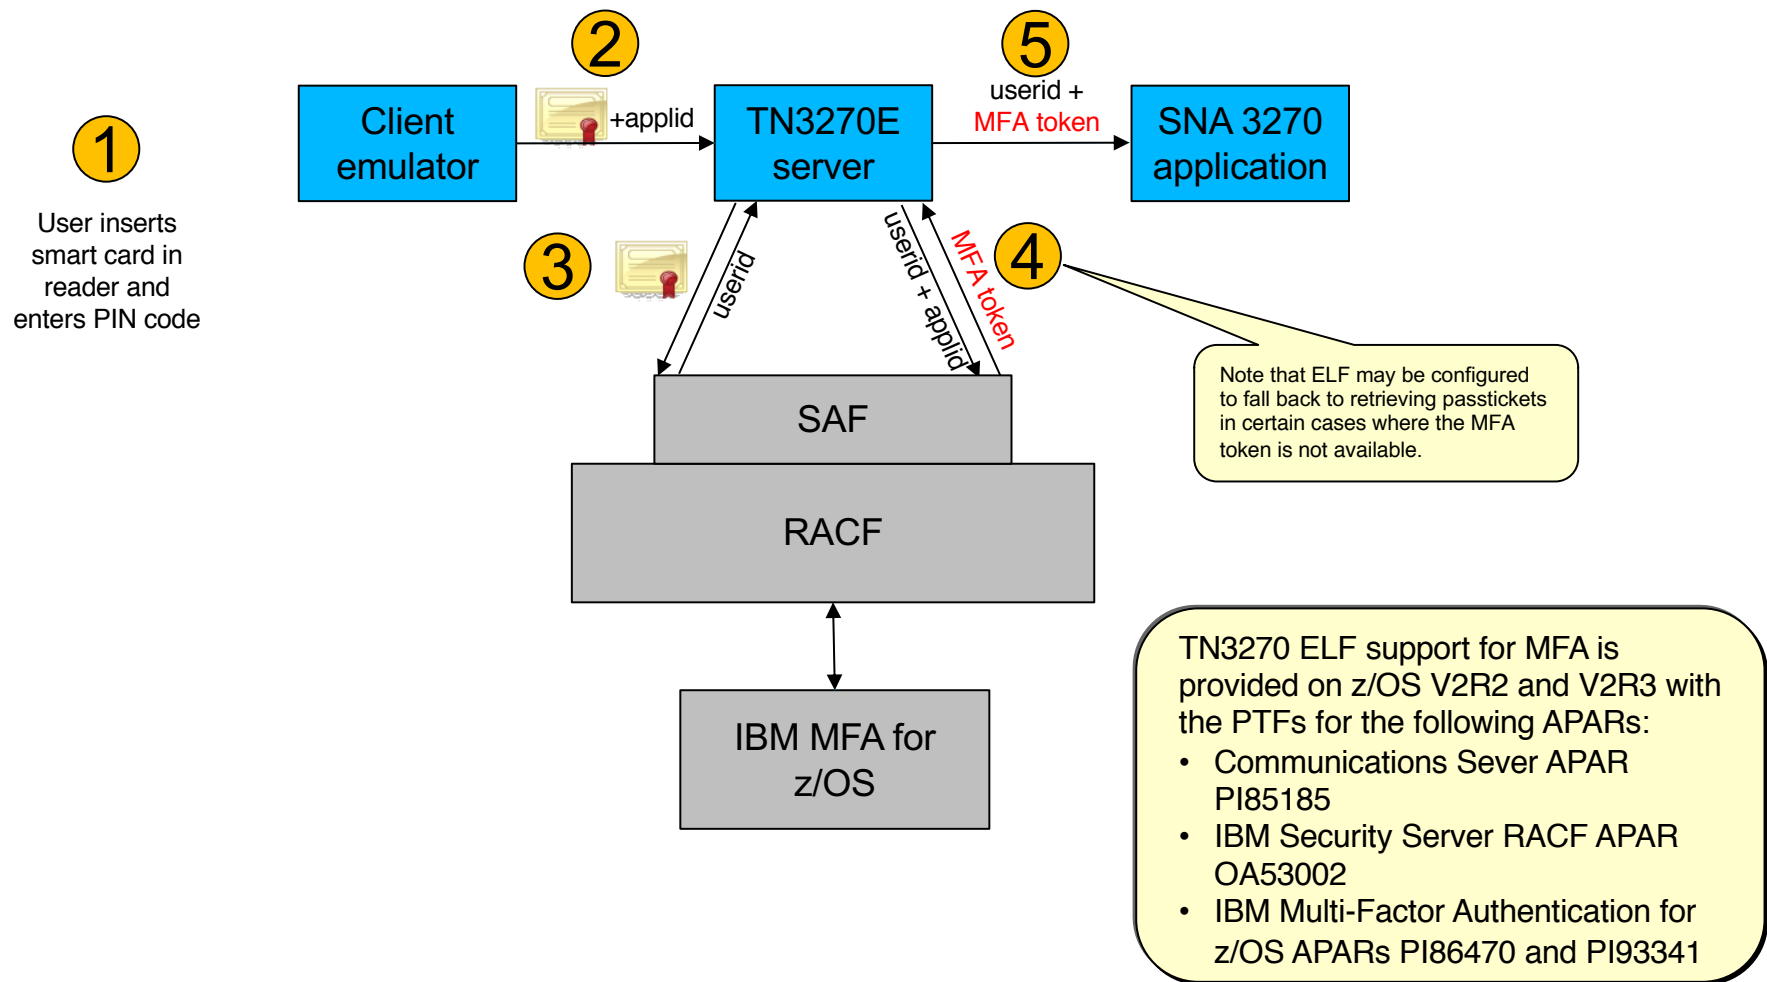 2
5
userid +
MFA token
Client
emulator
+applid
TN3270E
server
SNA 3270
application
1
User inserts
smart card in
reader and
enters PIN code
3
userid
userid + applid
MFA token
4
Note that ELF may be configured
to fall back to retrieving passtickets
in certain cases where the MFA
token is not available.
SAF
RACF
IBM MFA for
z/OS
TN3270 ELF support for MFA is
provided on z/OS V2R2 and V2R3 with
the PTFs for the following APARs:
• Communications Sever APAR
PI85185
• IBM Security Server RACF APAR
OA53002
• IBM Multi-Factor Authentication for
z/OS APARs PI86470 and PI93341